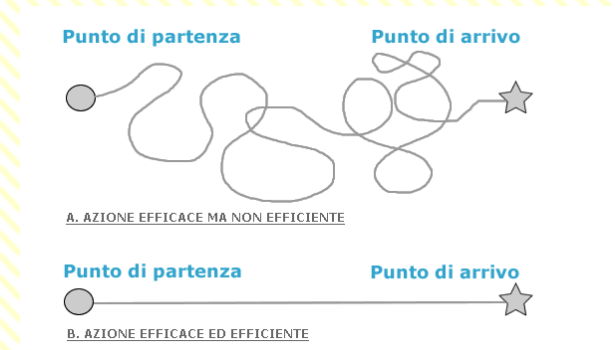 Punto di partenza
Punto di arrivo
A. AZIONE EFFICACE MA NON EFFICIENTE
Punto di partenza
Punto di arrivo
B. AZIONE EFFICACE ED EFFICIENTE